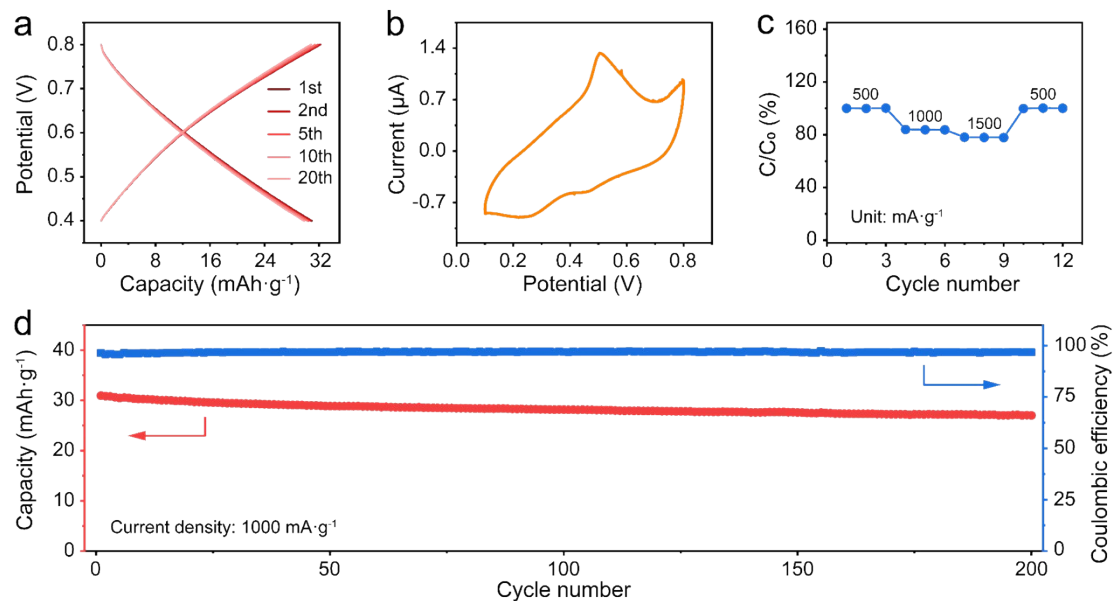 a
Potential (V)
0.8
0.7
0.6
0.5
0.4
1st
2nd
5th
10th
20th
0 8 16 24 32
Capacity (mAh·g⁻¹)
b
Current (μA)
1.4
0.7
0.0
-0.7
0.0 0.2 0.4 0.6 0.8
Potential (V)
c
C/C₀ (%)
160
120
80
40
0
500
1000
1500
500
Unit: mA·g⁻¹
0 3 6 9 12
Cycle number
d
Capacity (mAh·g⁻¹)
40
30
20
10
0
Current density: 1000 mA·g⁻¹
0 50 100 150 200
Cycle number
100
75
50
25
0
Coulombic efficiency (%)